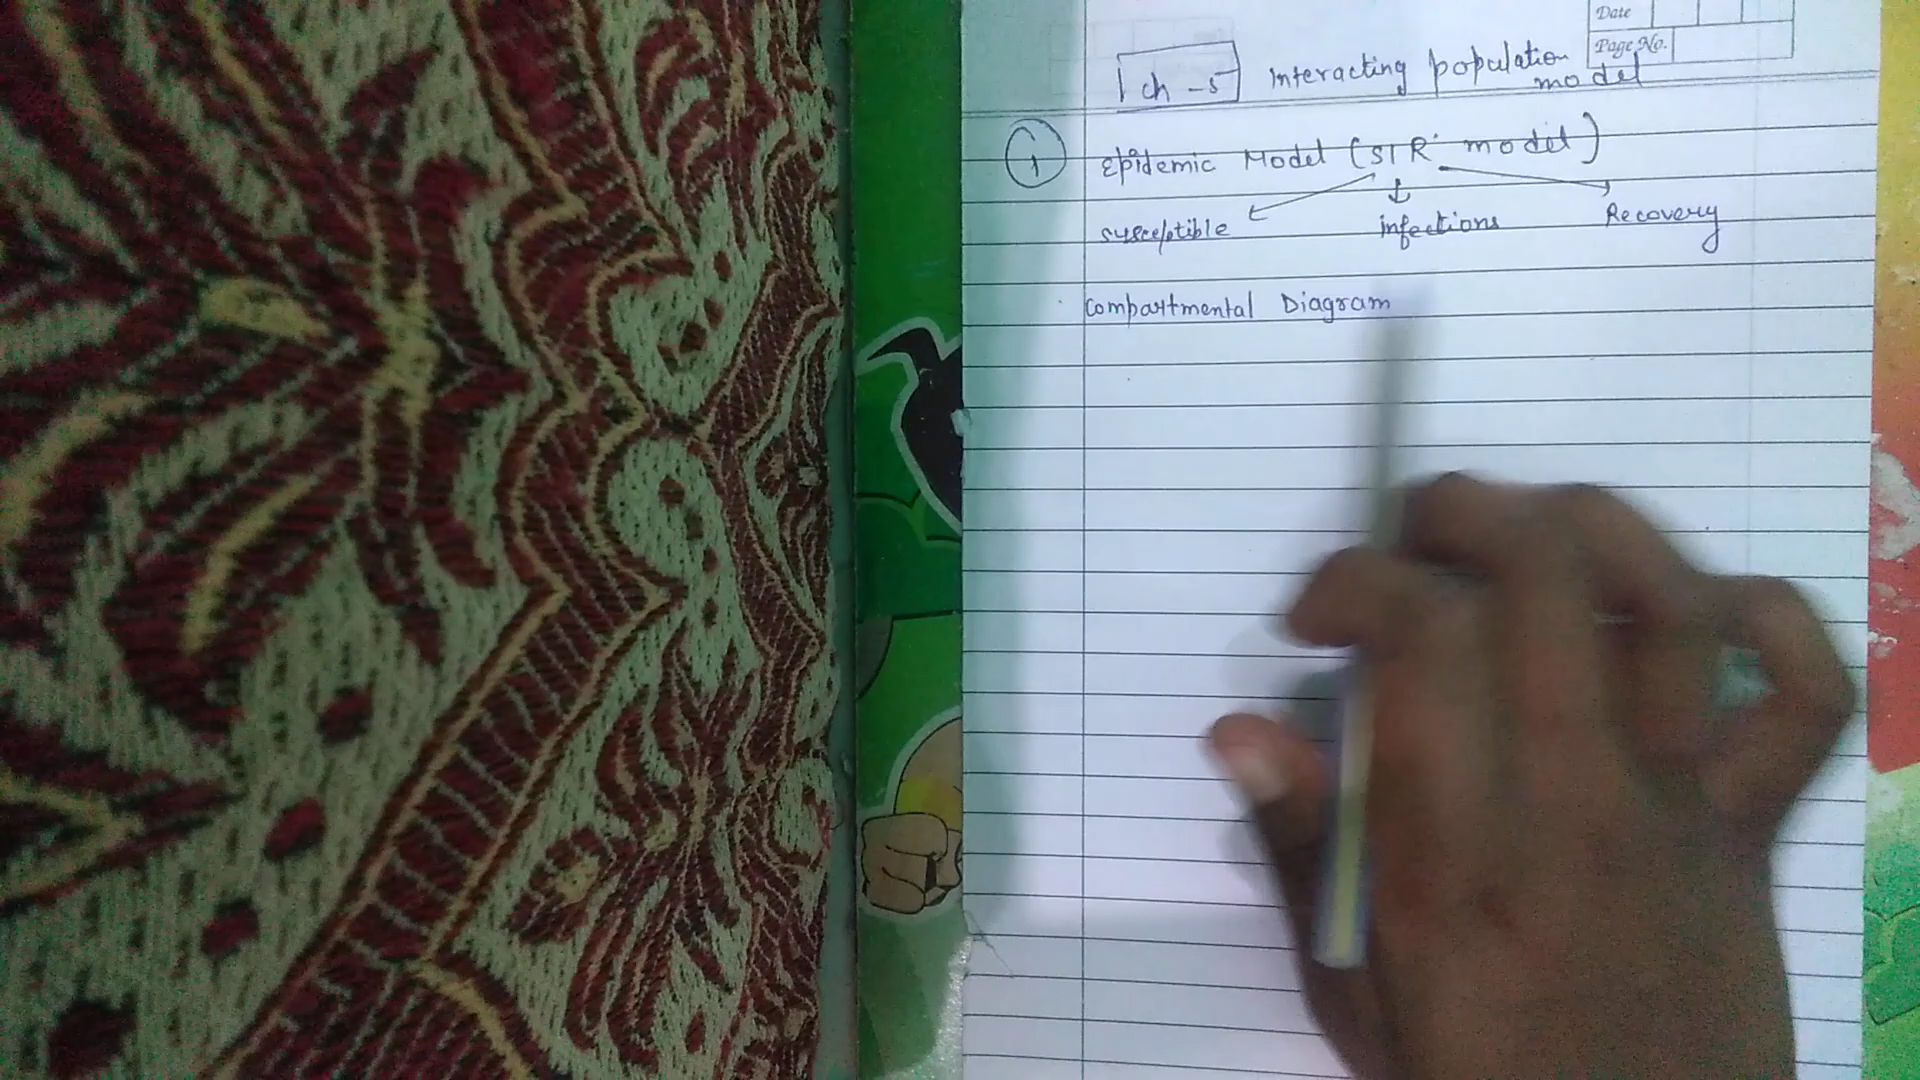 Date
Page No.
ch-5 Interacting population model
1 Epidemic Model (SIR model)
susceptible infections Recovery
Compartmental Diagram